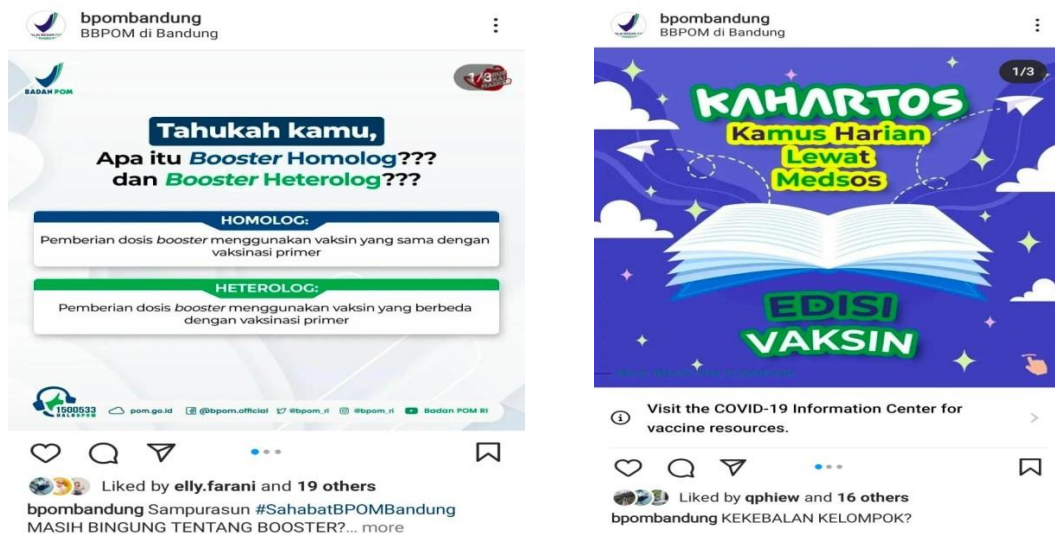 bpombandung
BBPOM di Bandung
BADAN POM
1/3
Tahukah kamu,
Apa itu Booster Homolog???
dan Booster Heterolog???
HOMOLOG:
Pemberian dosis booster menggunakan vaksin yang sama dengan
vaksinasi primer
HETEROLOG:
Pemberian dosis booster menggunakan vaksin yang berbeda
dengan vaksinasi primer
1500533
HALOBPOM
pom.go.id @bpom.official @bpom_ri @bpom_ri Badan POM RI
Liked by elly.farani and 19 others
bpombandung Sampurasun #SahabatBPOMBandung
MASIH BINGUNG TENTANG BOOSTER?... more
bpombandung
BBPOM di Bandung
1/3
KAHARTOS
Kamus Harian
Lewat
Medsos
EDISI
VAKSIN
Visit the COVID-19 Information Center for
vaccine resources.
Liked by qphiew and 16 others
bpombandung KEKEBALAN KELOMPOK?